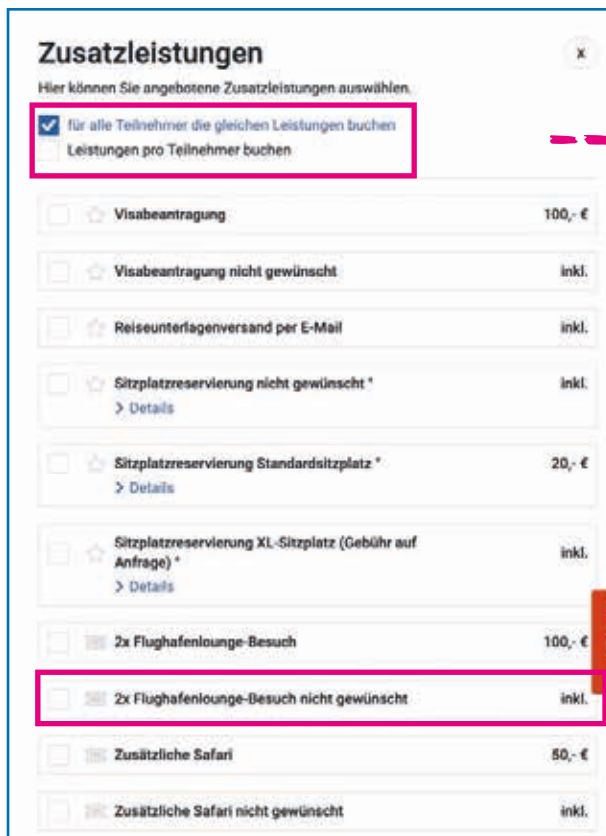 Zusatzleistungen
x
Hier können Sie angebotene Zusatzleistungen auswählen.
für alle Teilnehmer die gleichen Leistungen buchen
Leistungen pro Teilnehmer buchen
Visabeantragung 100,- €
Visabeantragung nicht gewünscht inkl.
Reiseunterlagenversand per E-Mail inkl.
Sitzplatzreservierung nicht gewünscht * inkl.
> Details
Sitzplatzreservierung Standardsitzplatz * 20,- €
> Details
Sitzplatzreservierung XL-Sitzplatz (Gebühr auf
Anfrage) * inkl.
> Details
2x Flughafenlounge-Besuch 100,- €
2x Flughafenlounge-Besuch nicht gewünscht inkl.
Zusätzliche Safari 50,- €
Zusätzliche Safari nicht gewünscht inkl.